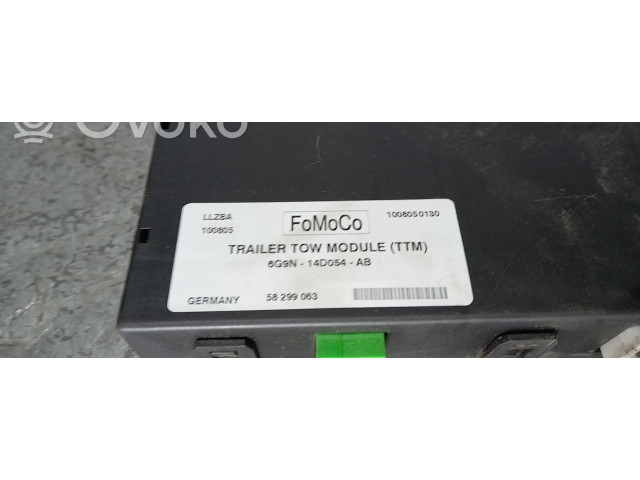 OVOKO
LLZBA
FoMoCo
1008050130
100805
TRAILER TOW MODULE (TTM)
6G9N - 14D054 - AB
GERMANY
58 299 063